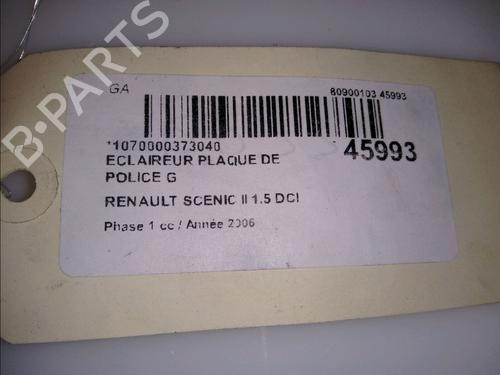 B-PARTS
GA
80900103 45993
*1070000373040
45993
ECLAIREUR PLAQUE DE
POLICE G
RENAULT SCENIC II 1.5 DCI
Phase 1 cc / Année 2006